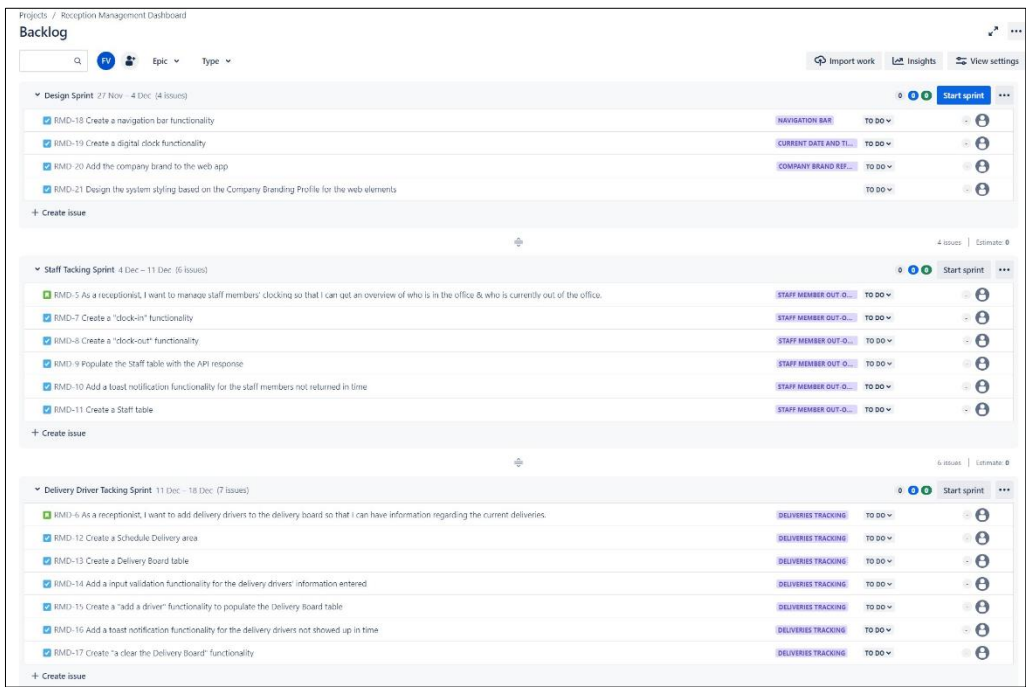 Projects / Reception Management Dashboard
Backlog
FV Epic Type Import work Insights View settings
Design Sprint 27 Nov - 4 Dec (4 issues) 0 0 0 Start sprint
RMD-18 Create a navigation bar functionality NAVIGATION BAR TO DO -
RMD-19 Create a digital clock functionality CURRENT DATE AND TI... TO DO -
RMD-20 Add the company brand to the web app COMPANY BRAND REF... TO DO -
RMD-21 Design the system styling based on the Company Branding Profile for the web elements TO DO -
+ Create issue
4 issues | Estimate: 0
Staff Tacking Sprint 4 Dec – 11 Dec (6 issues) 0 0 0 Start sprint
RMD-5 As a receptionist, I want to manage staff members' clocking so that I can get an overview of who is in the office & who is currently out of the office. STAFF MEMBER OUT-O... TO DO -
RMD-7 Create a "clock-in" functionality STAFF MEMBER OUT-O... TO DO -
RMD-8 Create a "clock-out" functionality STAFF MEMBER OUT-O... TO DO -
RMD-9 Populate the Staff table with the API response STAFF MEMBER OUT-O... TO DO -
RMD-10 Add a toast notification functionality for the staff members not returned in time STAFF MEMBER OUT-O... TO DO -
RMD-11 Create a Staff table STAFF MEMBER OUT-O... TO DO -
+ Create issue
6 issues | Estimate: 0
Delivery Driver Tacking Sprint 11 Dec - 18 Dec (7 issues) 0 0 0 Start sprint
RMD-6 As a receptionist, I want to add delivery drivers to the delivery board so that I can have information regarding the current deliveries. DELIVERIES TRACKING TO DO -
RMD-12 Create a Schedule Delivery area DELIVERIES TRACKING TO DO -
RMD-13 Create a Delivery Board table DELIVERIES TRACKING TO DO -
RMD-14 Add a input validation functionality for the delivery drivers' information entered DELIVERIES TRACKING TO DO -
RMD-15 Create a "add a driver" functionality to populate the Delivery Board table DELIVERIES TRACKING TO DO -
RMD-16 Add a toast notification functionality for the delivery drivers not showed up in time DELIVERIES TRACKING TO DO -
RMD-17 Create "a clear the Delivery Board" functionality DELIVERIES TRACKING TO DO -
+ Create issue